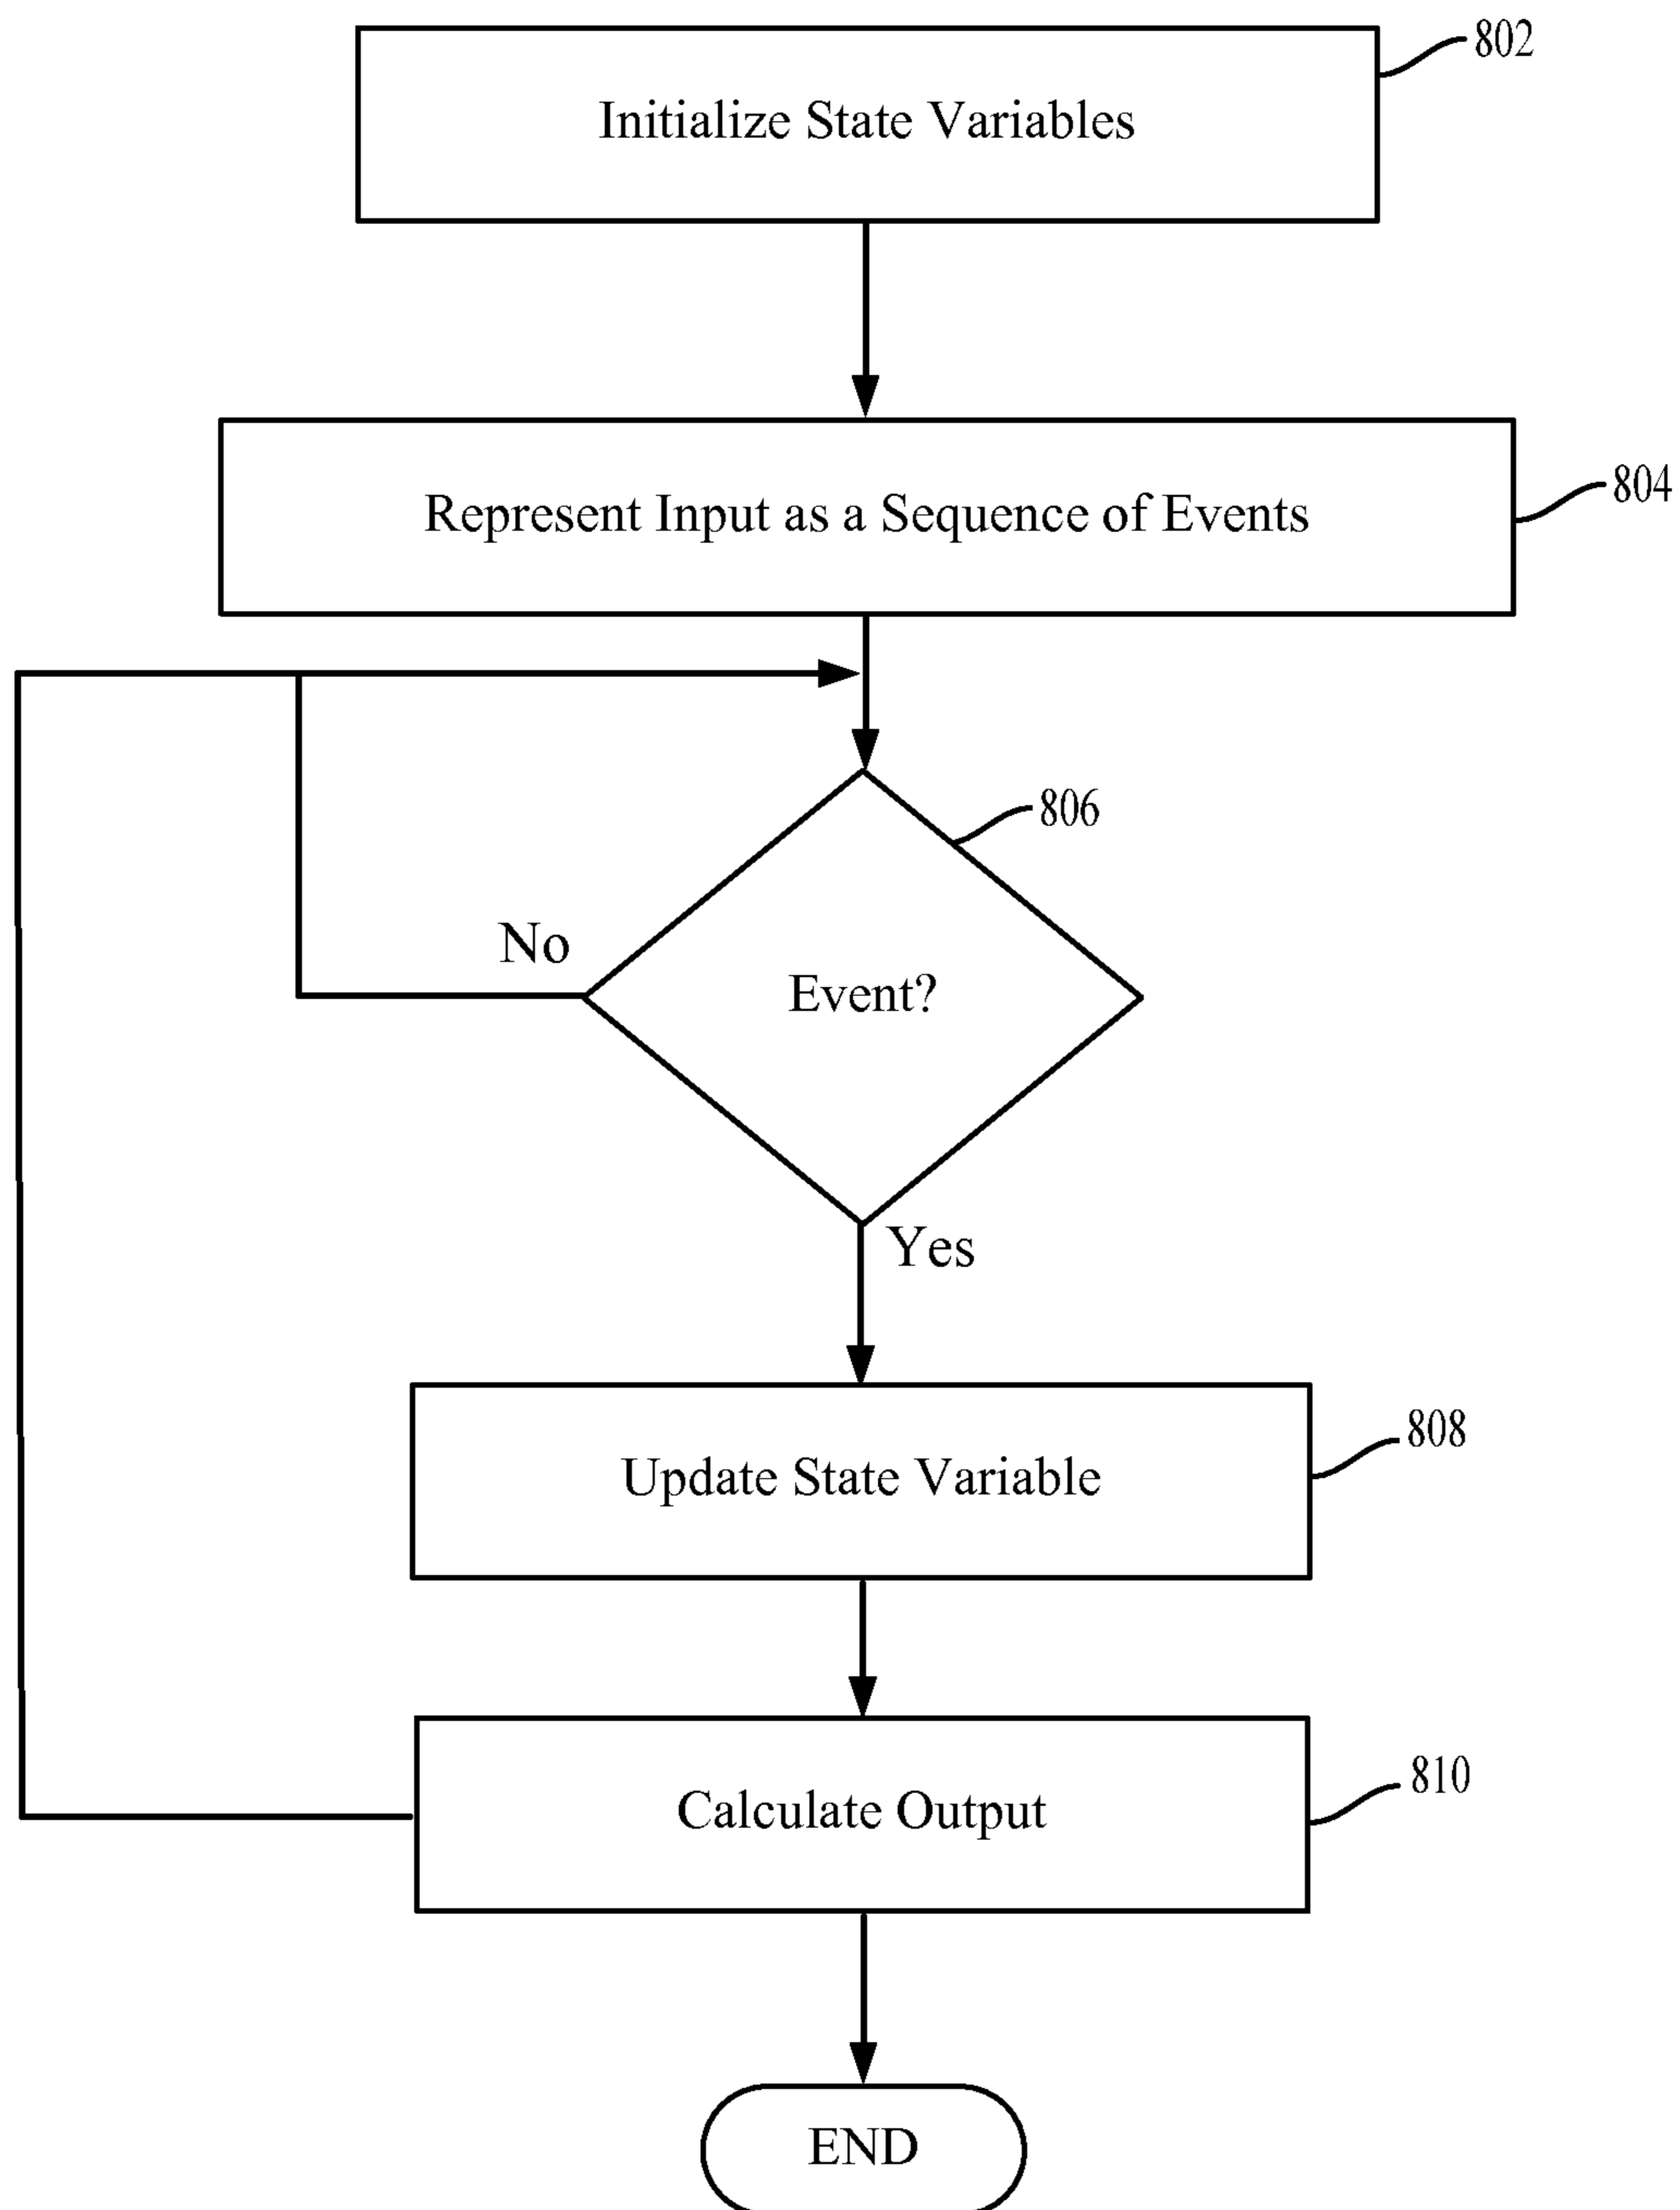 802
Initialize State Variables
804
Represent Input as a Sequence of Events
806
No
Event?
Yes
808
Update State Variable
810
Calculate Output
END